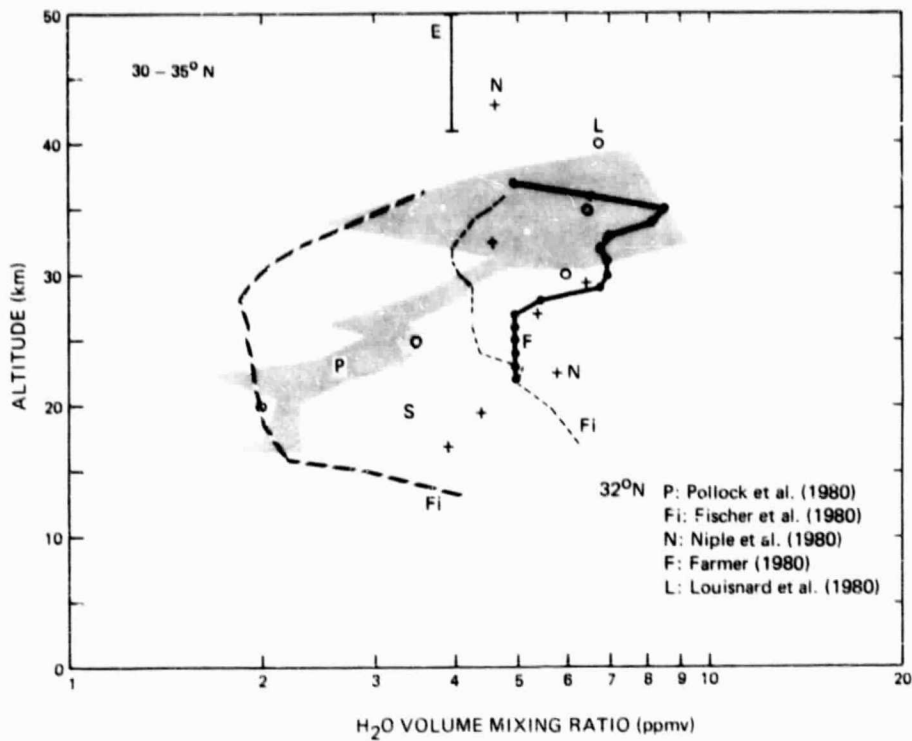 50
E
30 – 35° N
N
40
L
30
ALTITUDE (km)
P
F
N
20
S
Fi
Fi
32°N
P: Pollock et al. (1980)
Fi: Fischer et al. (1980)
N: Niple et al. (1980)
F: Farmer (1980)
L: Louisnard et al. (1980)
10
0
1 2 3 4 5 6 7 8 9 10 20
H₂O VOLUME MIXING RATIO (ppmv)